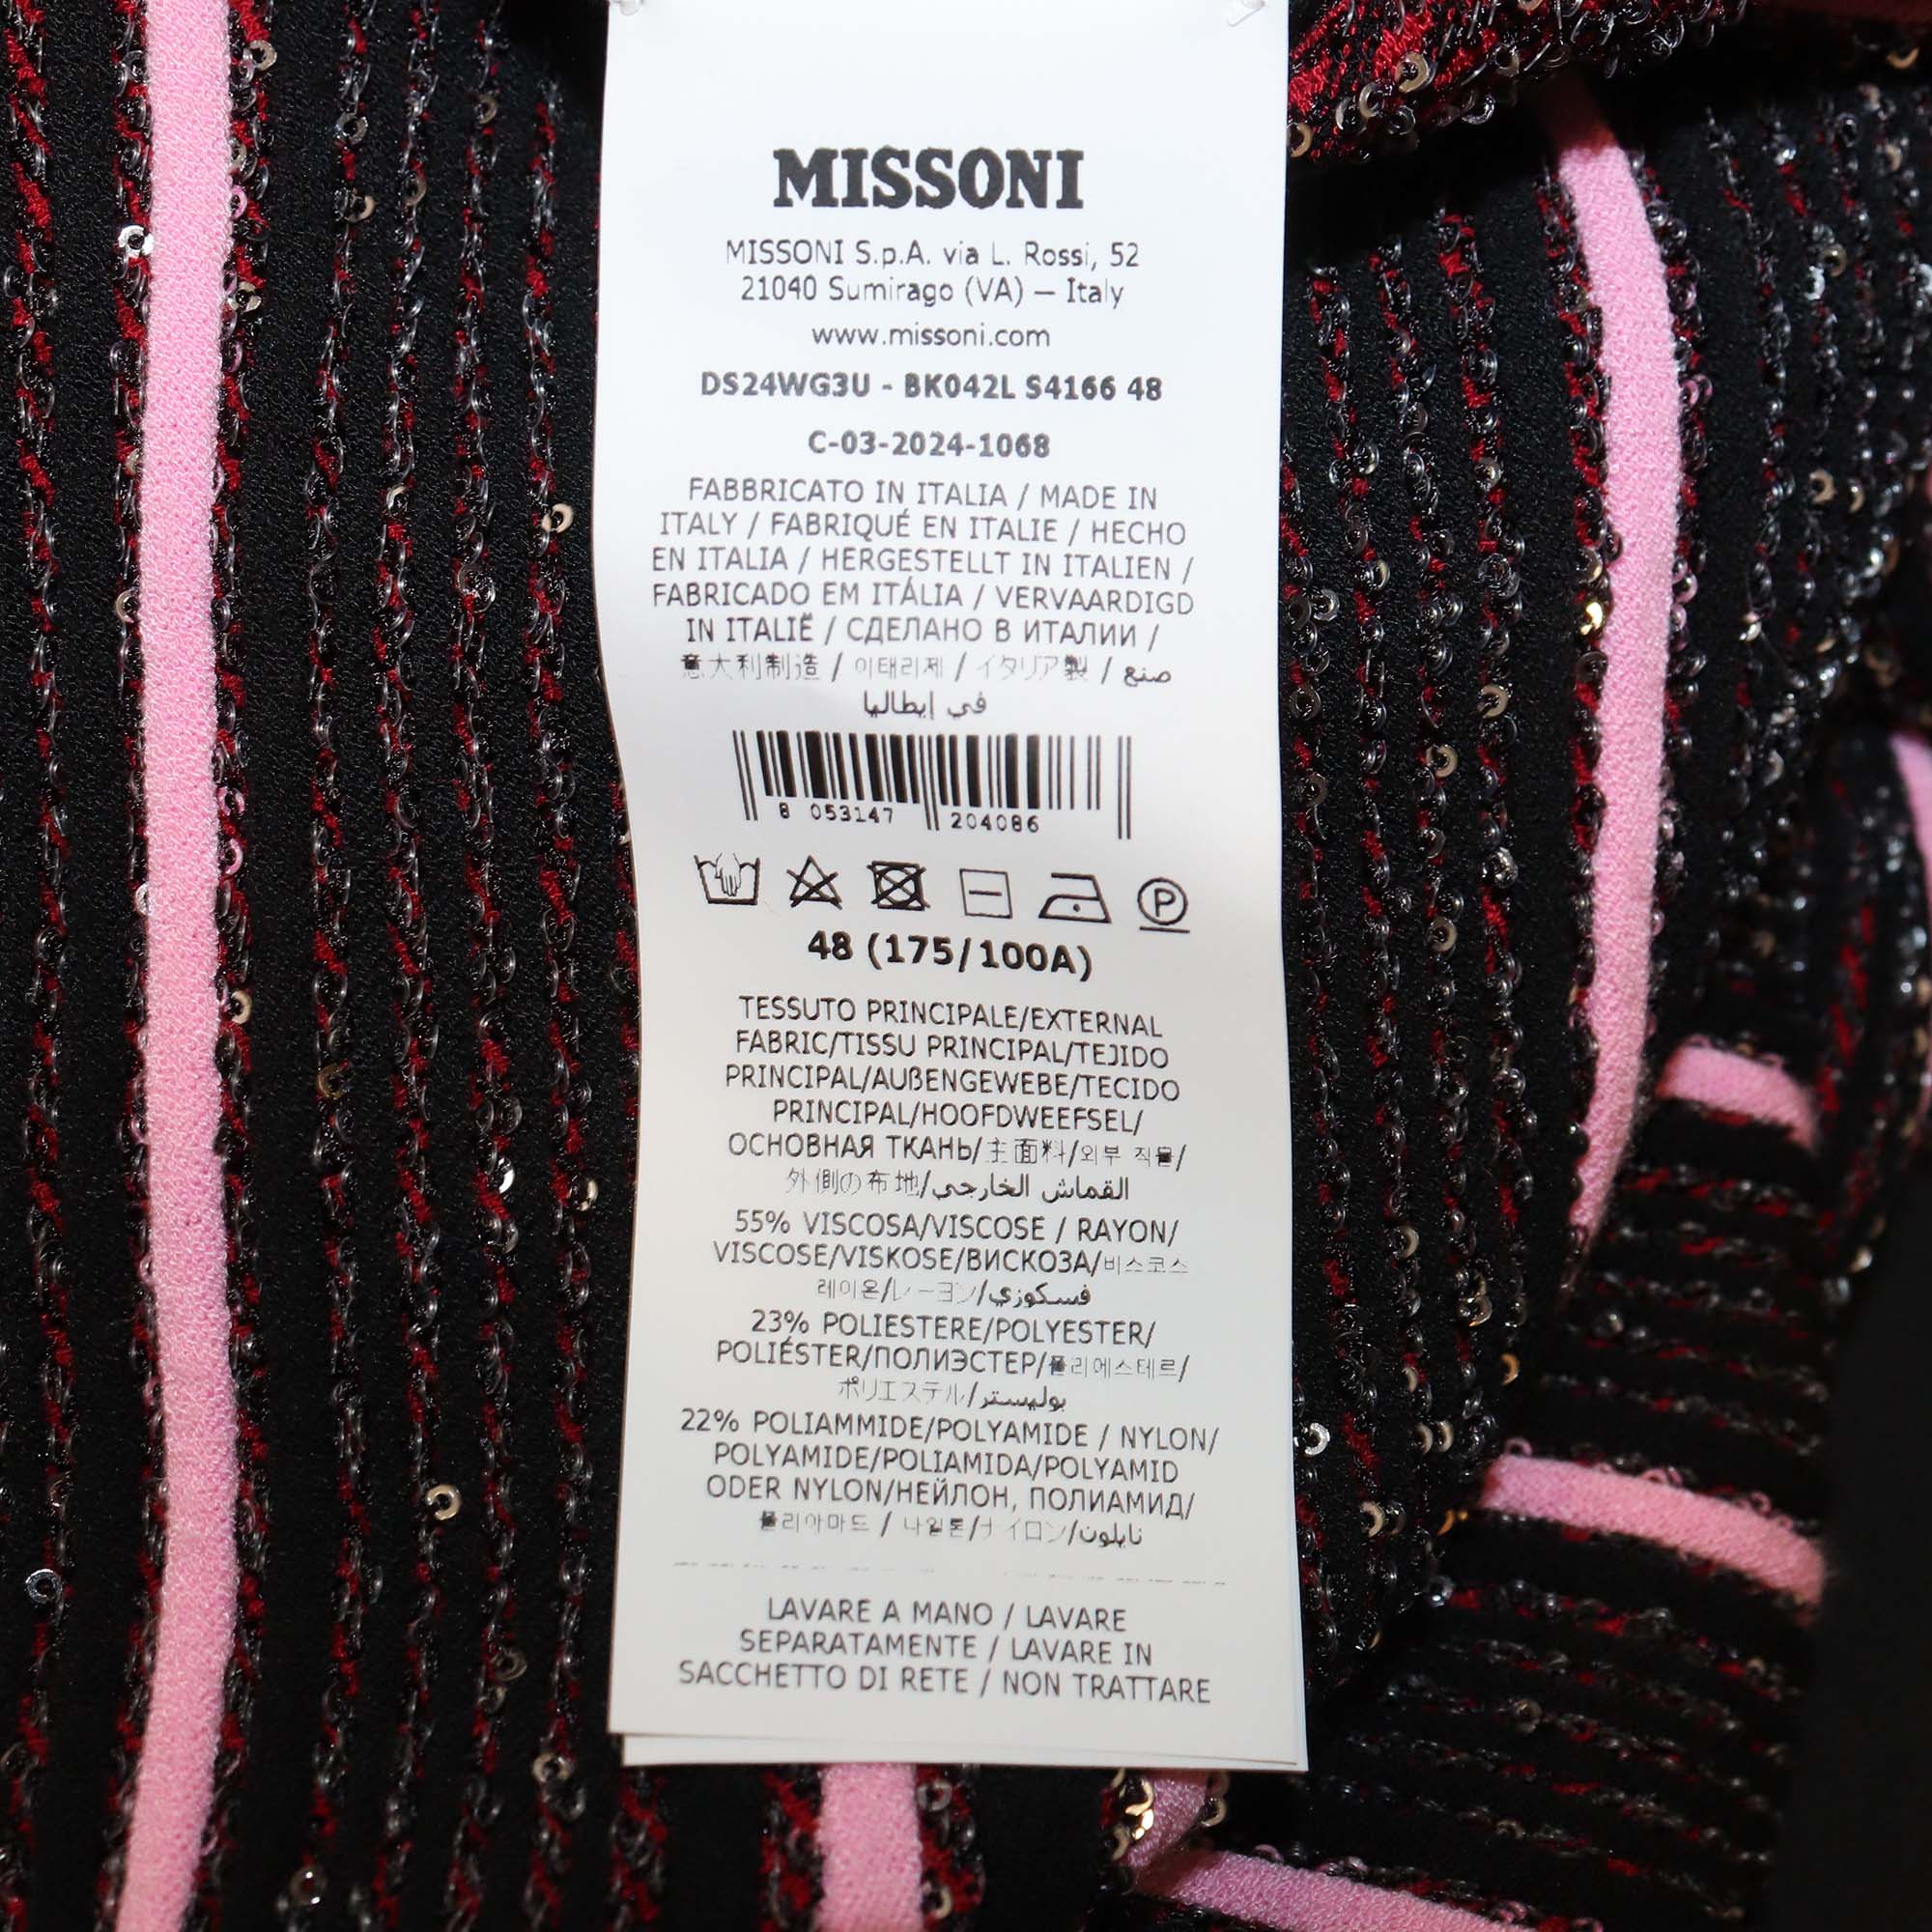 MISSONI
MISSONI S.p.A. via L. Rossi, 52
21040 Sumirago (VA) — Italy
www.missoni.com
DS24WG3U - BK042L S4166 48
C-03-2024-1068
FABBRICATO IN ITALIA / MADE IN
ITALY / FABRIQUÉ EN ITALIE / HECHO
EN ITALIA / HERGESTELLT IN ITALIEN /
FABRICADO EM ITÁLIA / VERVAARDIGD
IN ITALIË / СДЕЛАНО В ИТАЛИИ /
意大利制造 / 이태리제 / イタリア製 / صنع
في إيطاليا
8 053147 204086
P
48 (175/100A)
TESSUTO PRINCIPALE/EXTERNAL
FABRIC/TISSU PRINCIPAL/TEJIDO
PRINCIPAL/AUßENGEWEBE/TECIDO
PRINCIPAL/HOOFDWEEFSEL/
ОСНОВНАЯ ТКАНЬ/主面料/외부 직물/
外側の布地/القماش الخارجي
55% VISCOSA/VISCOSE / RAYON/
VISCOSE/VISKOSE/ВИСКОЗА/비스코스
레이온/レーヨン/فسكوزي
23% POLIESTERE/POLYESTER/
POLIÉSTER/ПОЛИЭСТЕР/폴리에스테르/
ポリエステル/بوليستر
22% POLIAMMIDE/POLYAMIDE / NYLON/
POLYAMIDE/POLIAMIDA/POLYAMID
ODER NYLON/НЕЙЛОН, ПОЛИАМИД/
폴리아마드 / 나일론/ナイロン/نايلون
LAVARE A MANO / LAVARE
SEPARATAMENTE / LAVARE IN
SACCHETTO DI RETE / NON TRATTARE